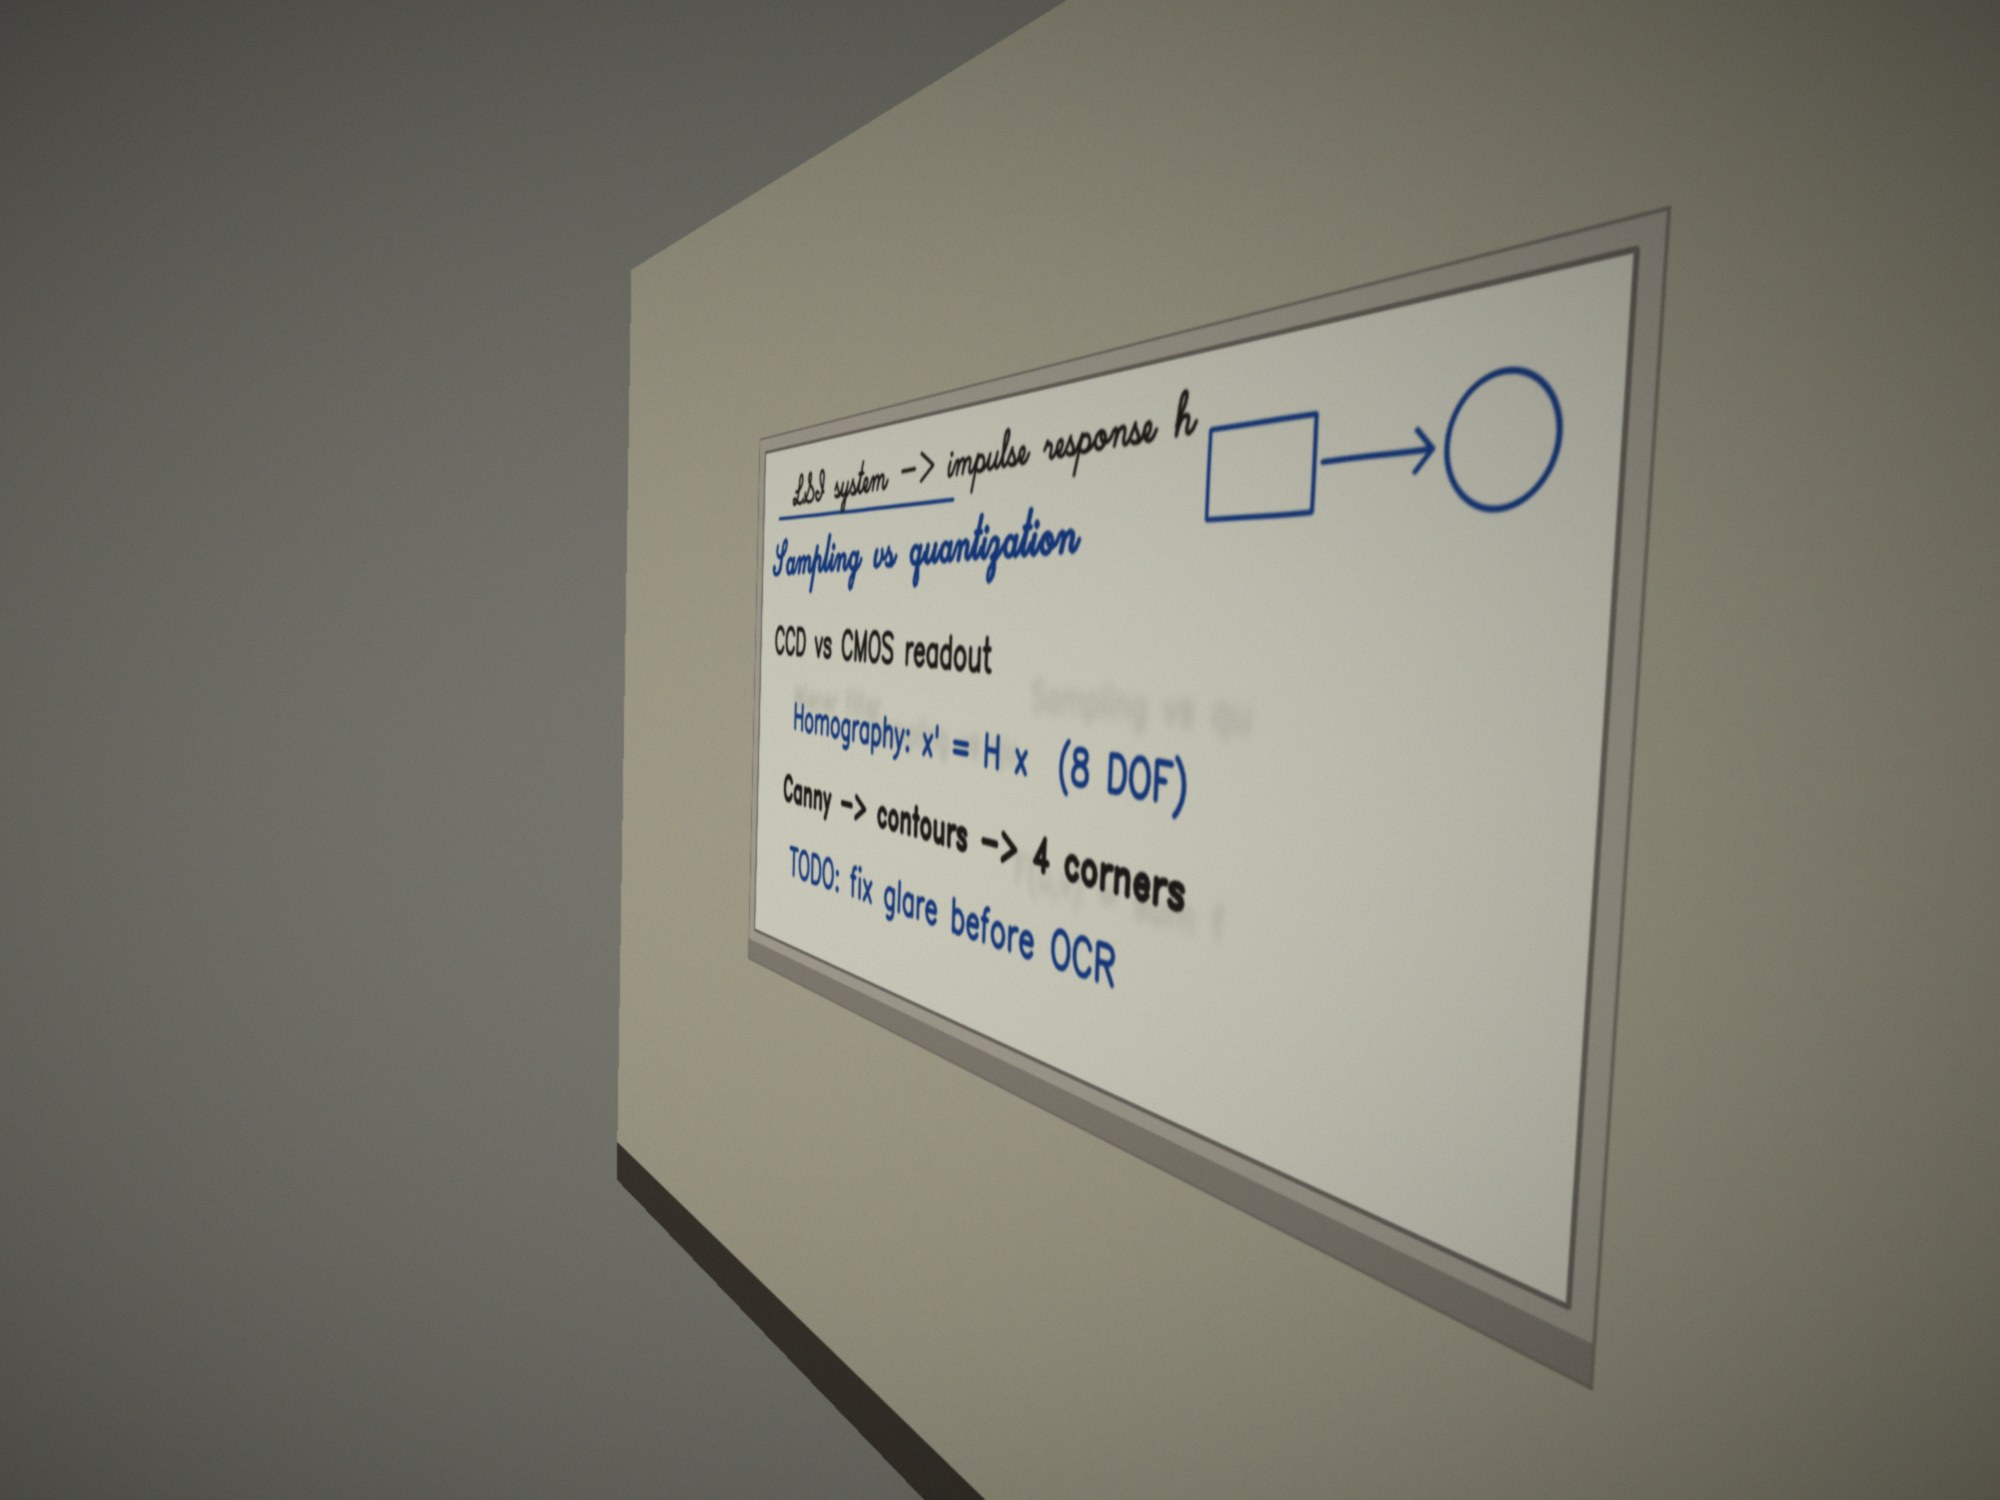 LSI system -> impulse response h
Sampling vs quantization
CCD vs CMOS readout
Homography: x' = H x (8 DOF)
Canny -> contours -> 4 corners
TODO: fix glare before OCR